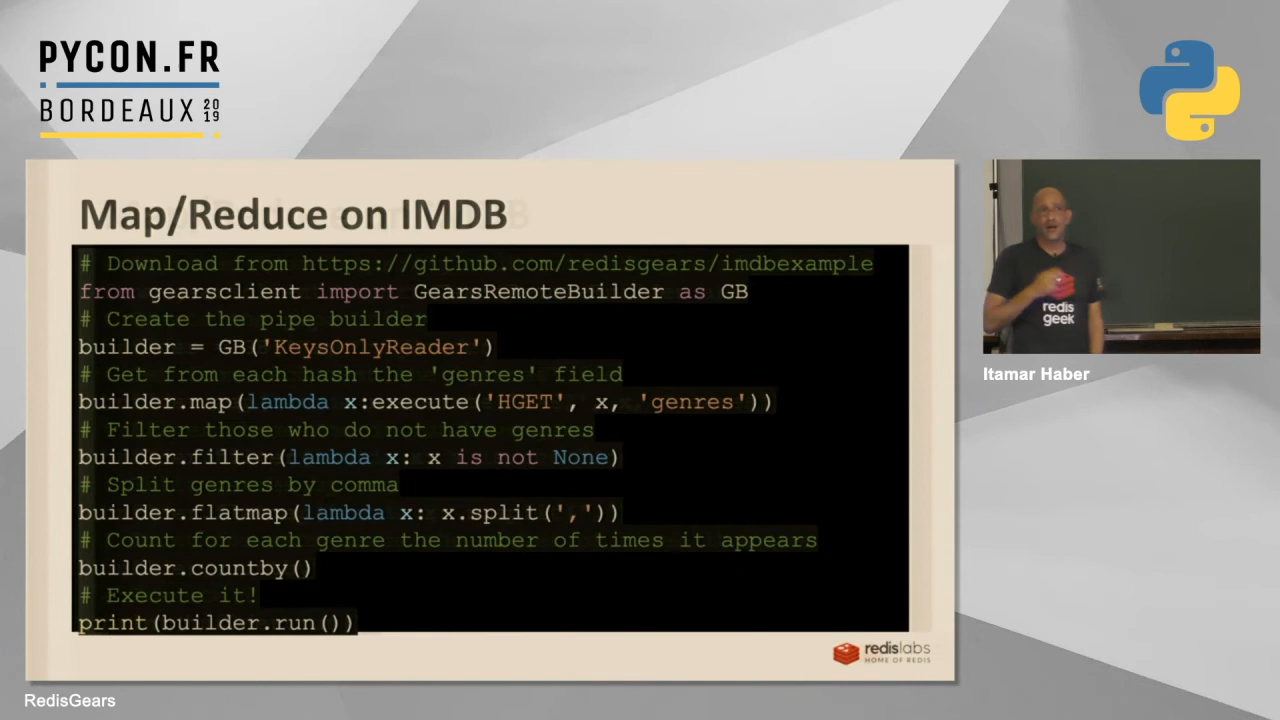 PYCON.FR
BORDEAUX 2019
Map/Reduce on IMDB
# Download from https://github.com/redisgears/imdbexample
from gearsclient import GearsRemoteBuilder as GB
# Create the pipe builder
builder = GB('KeysOnlyReader')
# Get from each hash the 'genres' field
builder.map(lambda x:execute('HGET', x, 'genres'))
# Filter those who do not have genres
builder.filter(lambda x: x is not None)
# Split genres by comma
builder.flatmap(lambda x: x.split(','))
# Count for each genre the number of times it appears
builder.countby()
# Execute it!
print(builder.run())
redislabs
HOME OF REDIS
redis
geek
Itamar Haber
RedisGears